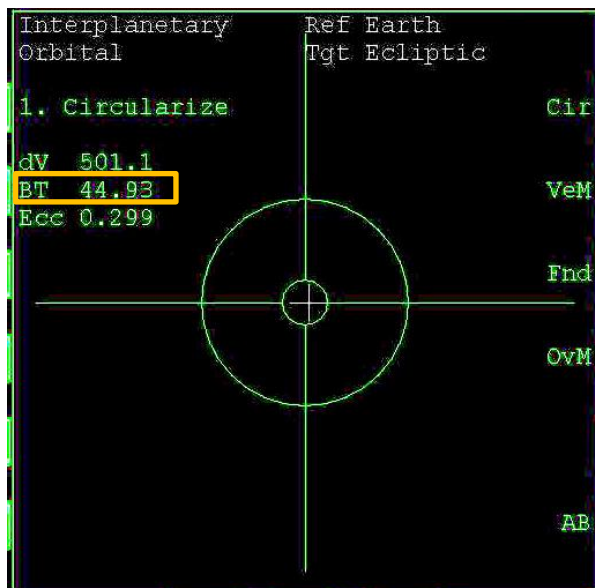 Interplanetary Ref Earth
Orbital Tgt Ecliptic
1. Circularize Cir
dV 501.1
BT 44.93 VeM
Ecc 0.299
Fnd
OvM
AB